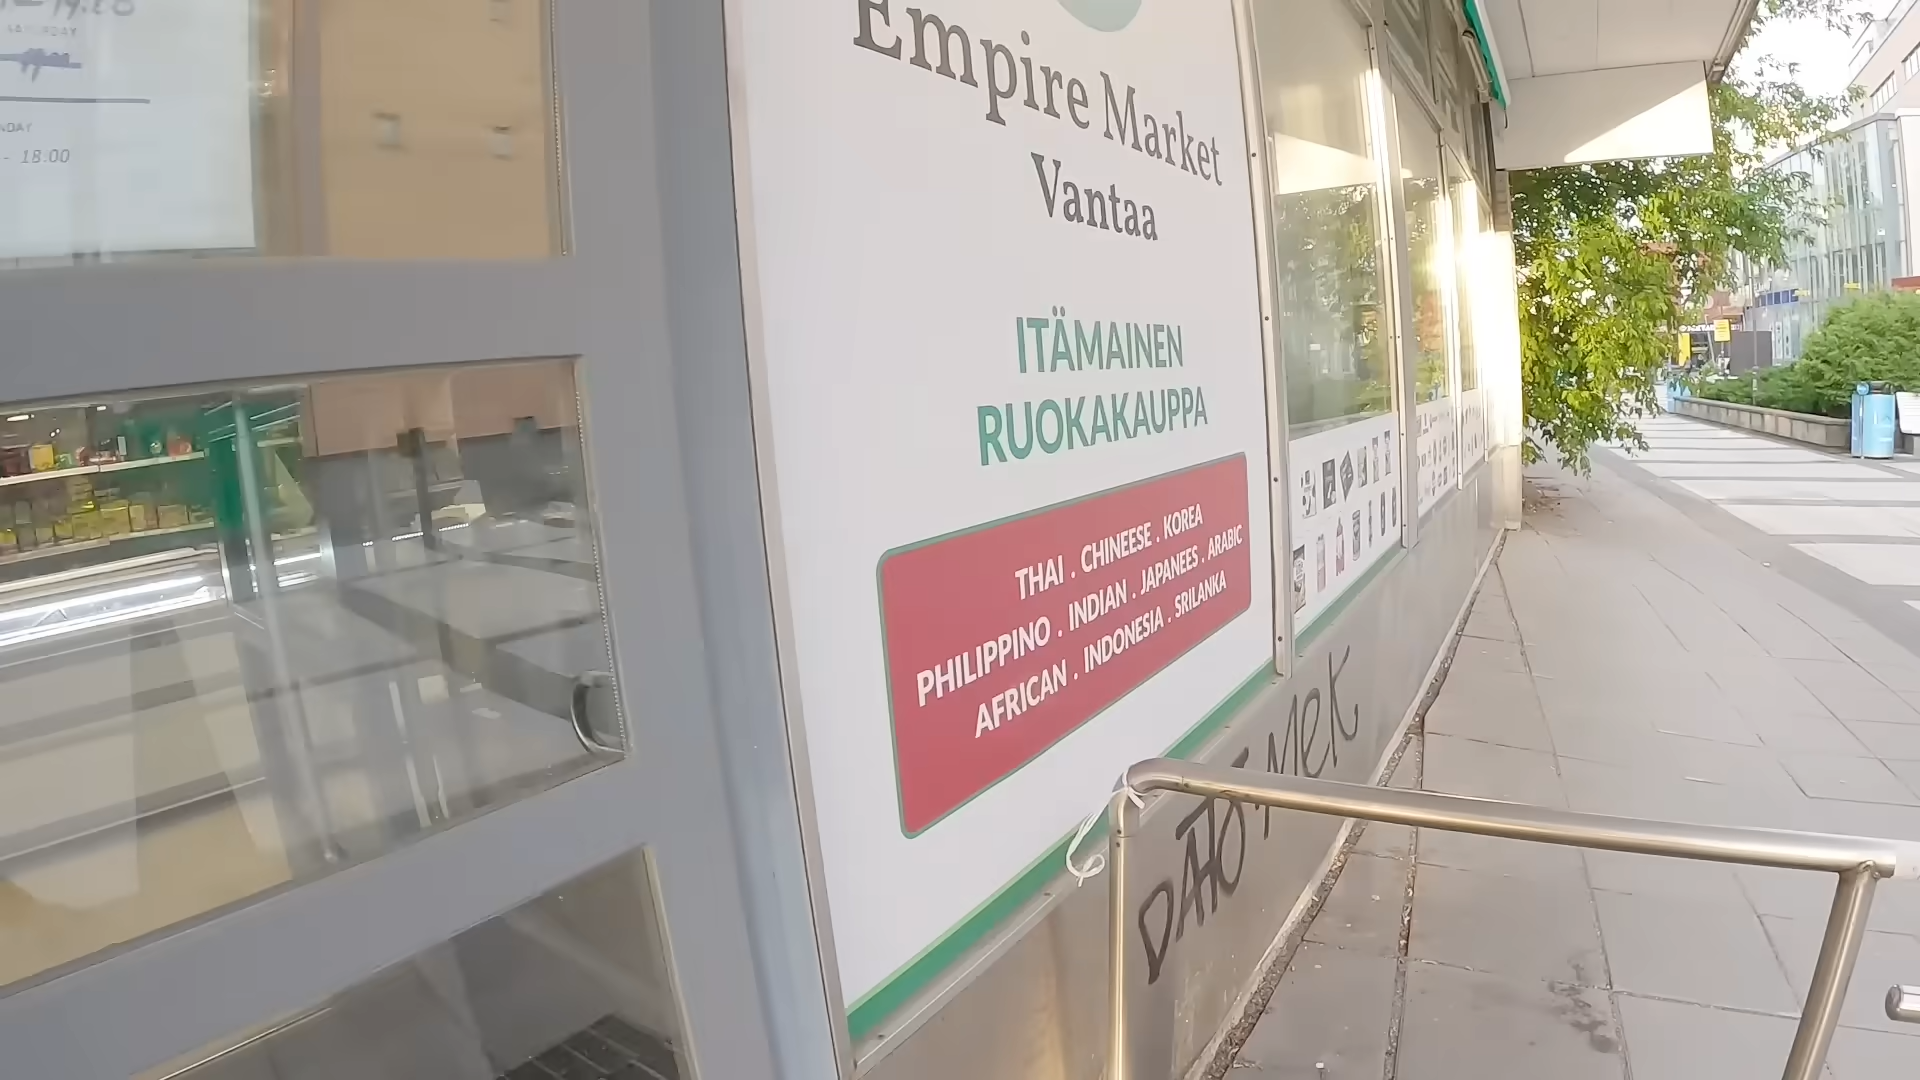 - 18:00
Empire Market
Vantaa
ITÄMAINEN
RUOKAKAUPPA
THAI . CHINEESE . KOREA
PHILIPPINO . INDIAN . JAPANEES . ARABIC
AFRICAN . INDONESIA . SRILANKA